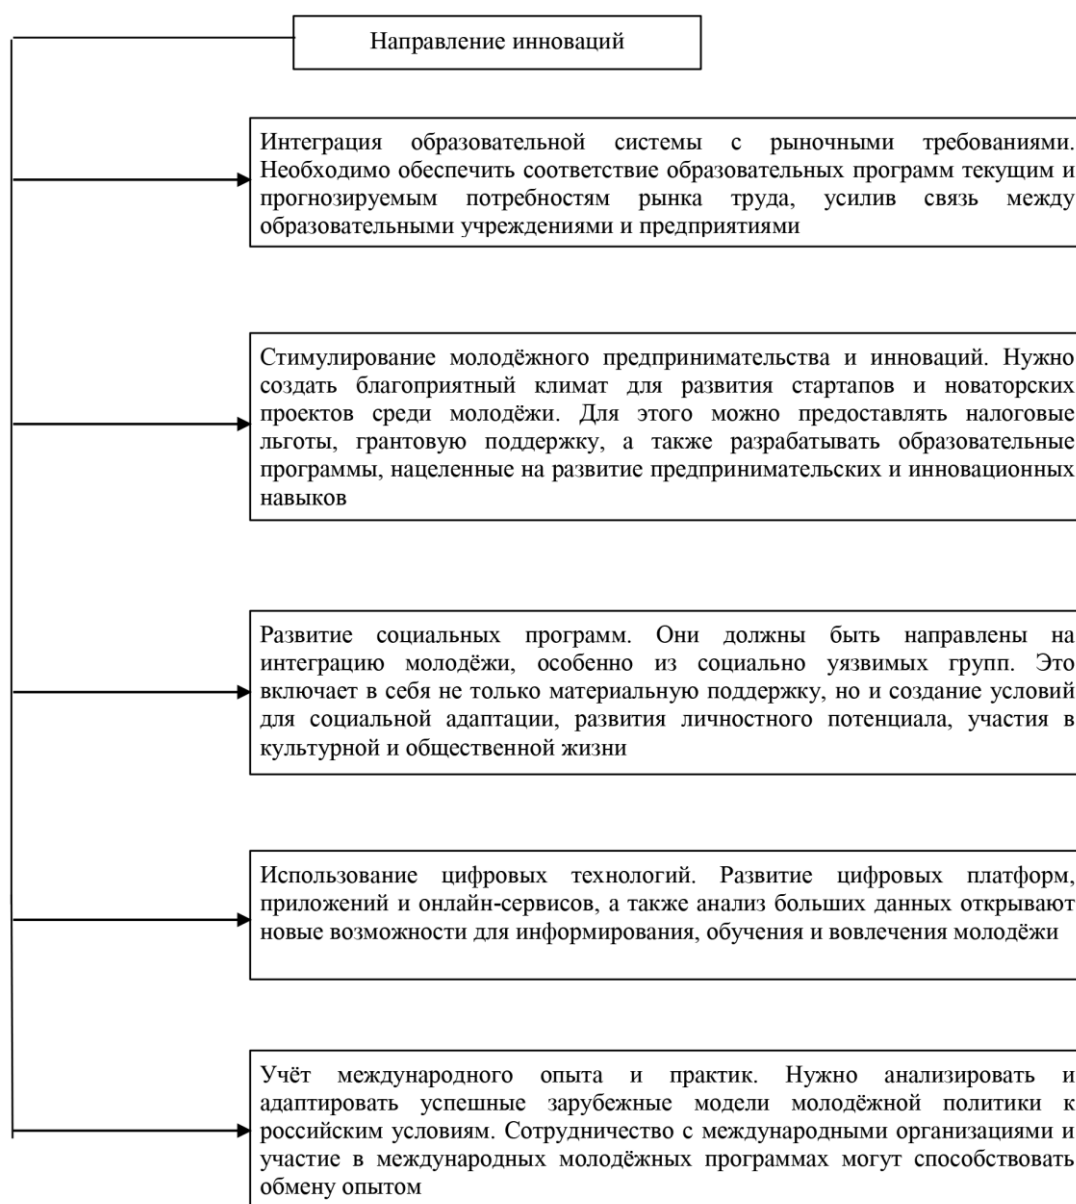 Направление инноваций
Интеграция образовательной системы с рыночными требованиями.
Необходимо обеспечить соответствие образовательных программ текущим и
прогнозируемым потребностям рынка труда, усилив связь между
образовательными учреждениями и предприятиями
Стимулирование молодёжного предпринимательства и инноваций. Нужно
создать благоприятный климат для развития стартапов и новаторских
проектов среди молодёжи. Для этого можно предоставлять налоговые
льготы, грантовую поддержку, а также разрабатывать образовательные
программы, нацеленные на развитие предпринимательских и инновационных
навыков
Развитие социальных программ. Они должны быть направлены на
интеграцию молодёжи, особенно из социально уязвимых групп. Это
включает в себя не только материальную поддержку, но и создание условий
для социальной адаптации, развития личностного потенциала, участия в
культурной и общественной жизни
Использование цифровых технологий. Развитие цифровых платформ,
приложений и онлайн-сервисов, а также анализ больших данных открывают
новые возможности для информирования, обучения и вовлечения молодёжи
Учёт международного опыта и практик. Нужно анализировать и
адаптировать успешные зарубежные модели молодёжной политики к
российским условиям. Сотрудничество с международными организациями и
участие в международных молодёжных программах могут способствовать
обмену опытом